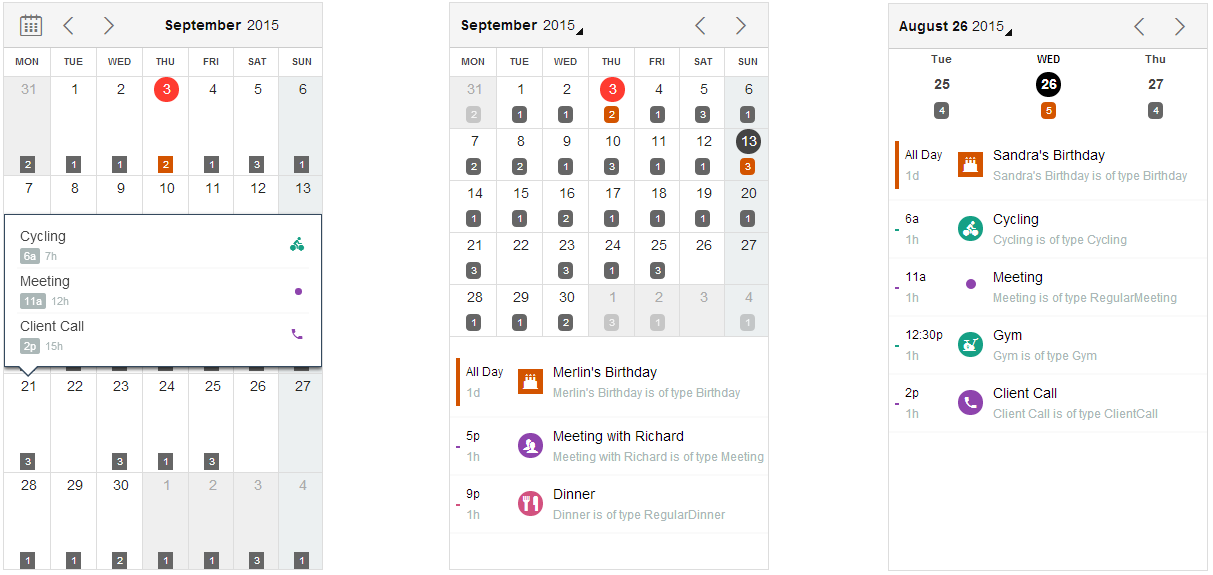 September 2015
MON TUE WED THU FRI SAT SUN
31 1 2 3 4 5 6
2 1 1 2 1 3 1
7 8 9 10 11 12 13
Cycling
6a 7h
Meeting
11a 12h
Client Call
2p 15h
21 22 23 24 25 26 27
3 3 1 3
28 29 30 1 2 3 4
1 1 2 1 1 3 1
September 2015
MON TUE WED THU FRI SAT SUN
31 1 2 3 4 5 6
2 1 1 2 1 3 1
7 8 9 10 11 12 13
2 2 1 3 1 1 3
14 15 16 17 18 19 20
1 1 2 1 1 1 1
21 22 23 24 25 26 27
3 3 1 3
28 29 30 1 2 3 4
1 1 2 3 1 1
All Day Merlin's Birthday
1d Merlin's Birthday is of type Birthday
5p Meeting with Richard
1h Meeting with Richard is of type Meeting
9p Dinner
1h Dinner is of type RegularDinner
August 26 2015
Tue WED Thu
25 26 27
4 5 4
All Day Sandra's Birthday
1d Sandra's Birthday is of type Birthday
6a Cycling
1h Cycling is of type Cycling
11a Meeting
1h Meeting is of type RegularMeeting
12:30p Gym
1h Gym is of type Gym
2p Client Call
1h Client Call is of type ClientCall